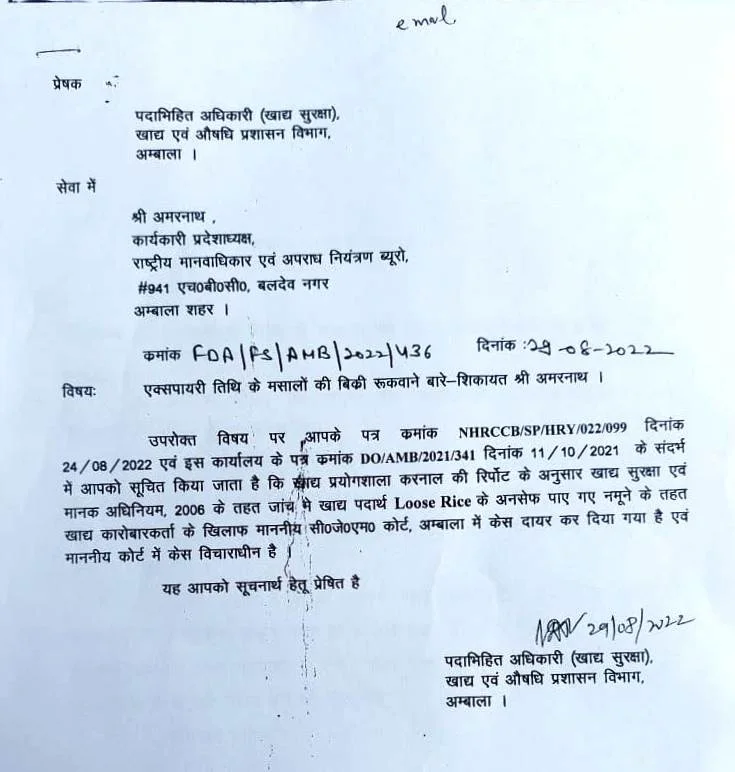 email
प्रेषक
पदाभिहित अधिकारी (खाद्य सुरक्षा),
खाद्य एवं औषधि प्रशासन विभाग,
अम्बाला ।
सेवा में
श्री अमरनाथ ,
कार्यकारी प्रदेशाध्यक्ष,
राष्ट्रीय मानवाधिकार एवं अपराध नियंत्रण ब्यूरो,
#941 एच0बी0सी0, बलदेव नगर
अम्बाला शहर ।
कमांक FDA/FS/AMB/2022/436 दिनांक :29-08-2022
विषयः एक्सपायरी तिथि के मसालों की बिकी रूकवाने बारे–शिकायत श्री अमरनाथ ।
उपरोक्त विषय पर आपके पत्र कमांक NHRCCB/SP/HRY/022/099 दिनांक
24/08/2022 एवं इस कार्यालय के पत्र कमांक DO/AMB/2021/341 दिनांक 11/10/2021 के संदर्भ
में आपको सूचित किया जाता है कि खाद्य प्रयोगशाला करनाल की रिर्पोट के अनुसार खाद्य सुरक्षा एवं
मानक अधिनियम, 2006 के तहत जांच मे खाद्य पदार्थ Loose Rice के अनसेफ पाए गए नमूने के तहत
खाद्य कारोबारकर्ता के खिलाफ माननीय सी0जे0एम0 कोर्ट, अम्बाला में केस दायर कर दिया गया है एवं
माननीय कोर्ट में केस विचाराधीन है ।
यह आपको सूचनार्थ हेतू प्रेषित है
29/08/2022
पदाभिहित अधिकारी (खाद्य सुरक्षा),
खाद्य एवं औषधि प्रशासन विभाग,
अम्बाला ।